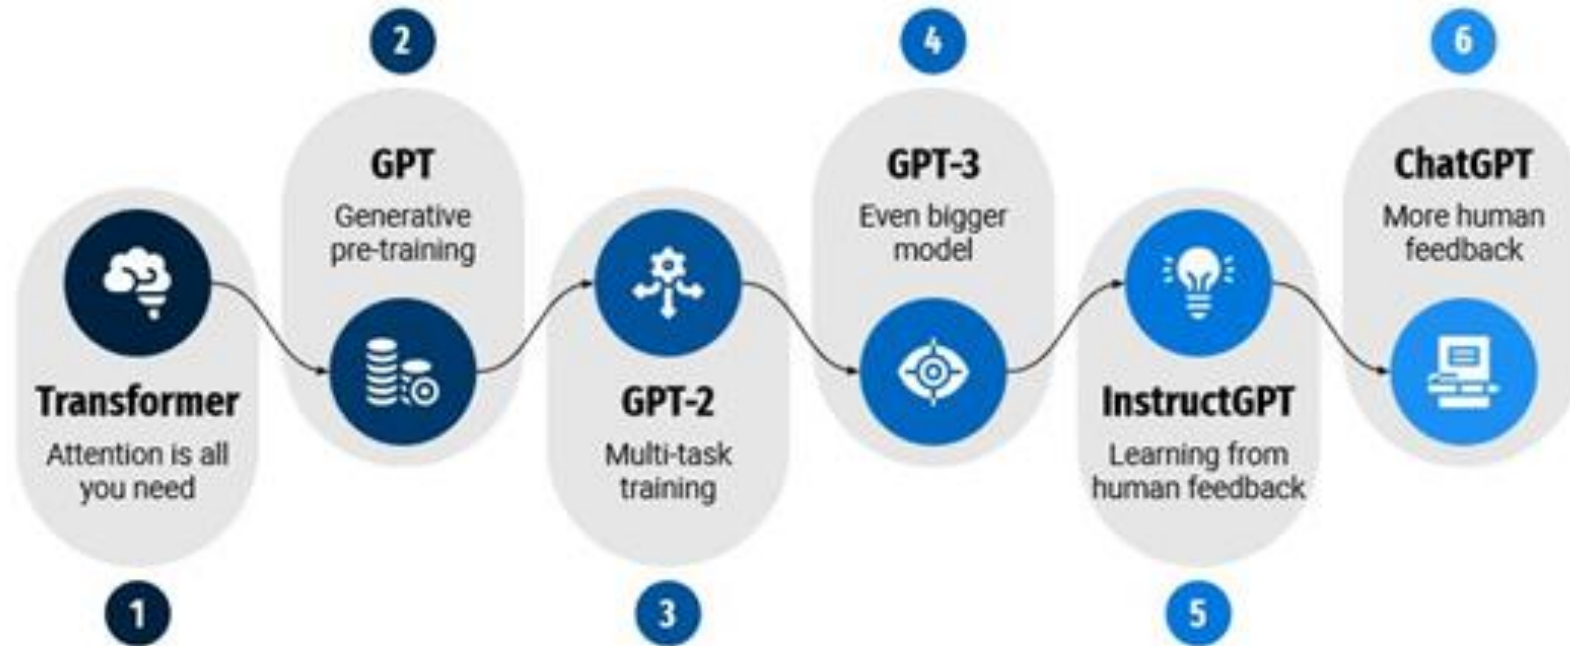 1
Transformer
Attention is all
you need
2
GPT
Generative
pre-training
3
GPT-2
Multi-task
training
4
GPT-3
Even bigger
model
5
InstructGPT
Learning from
human feedback
6
ChatGPT
More human
feedback